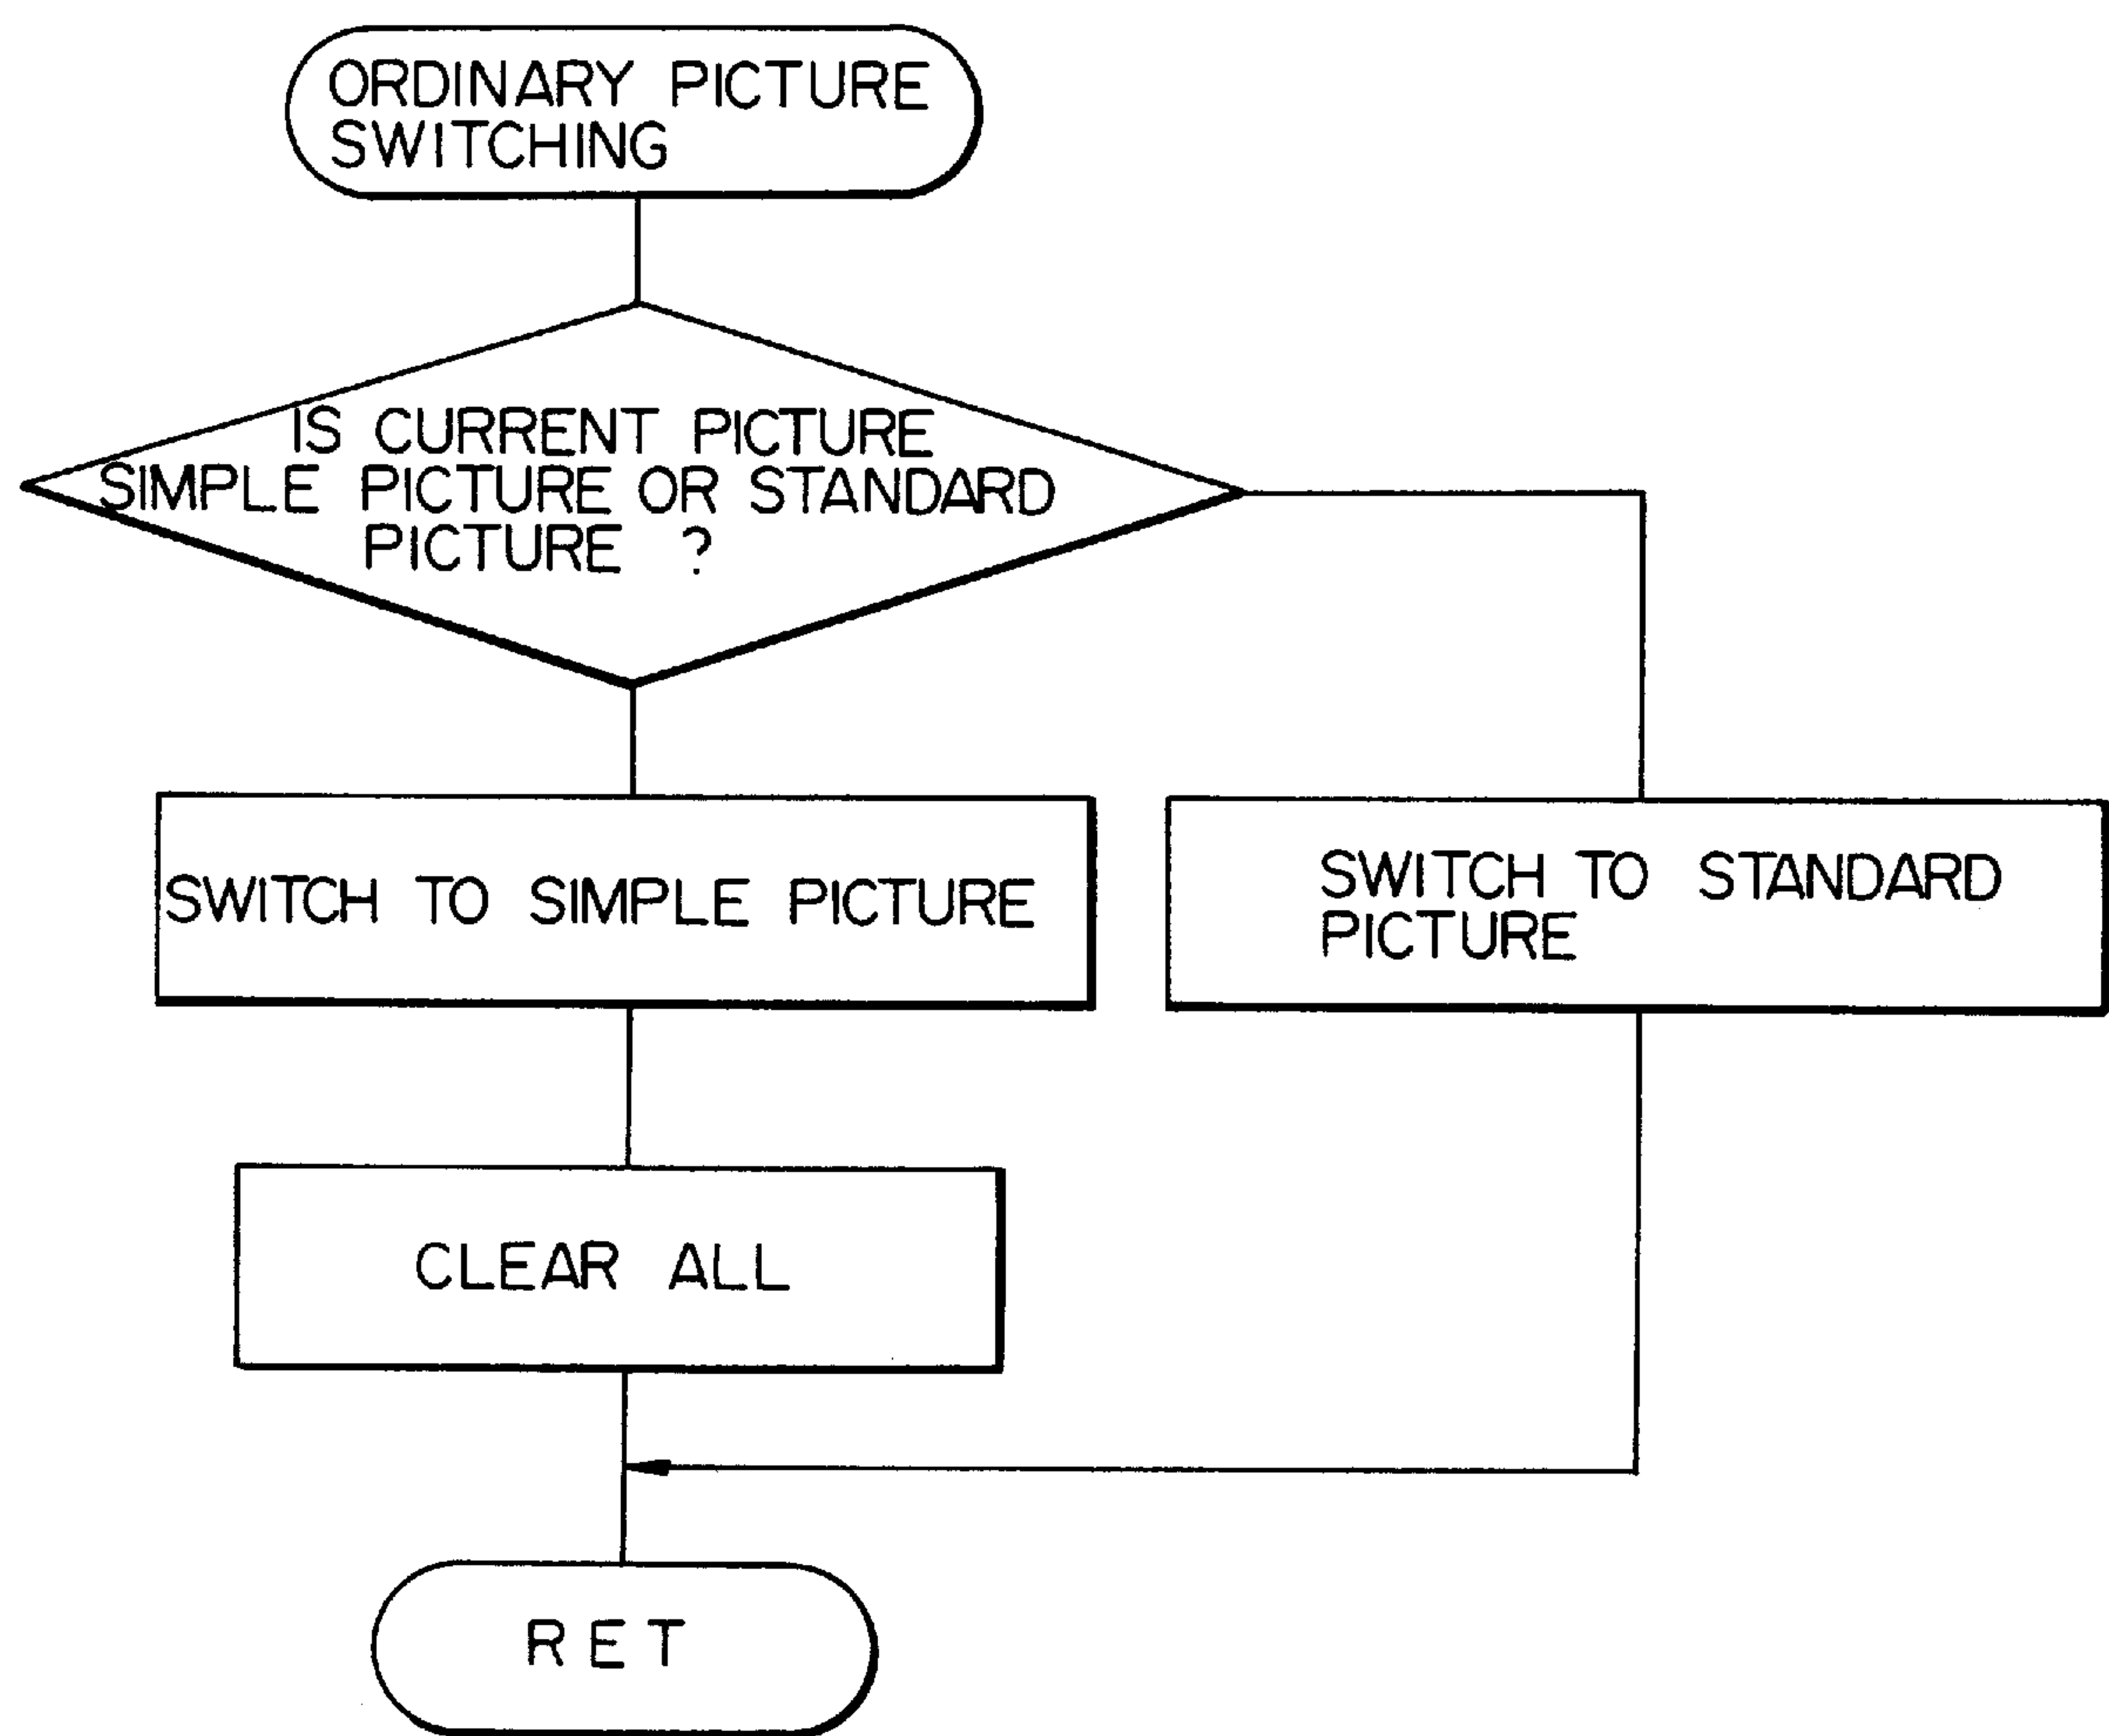 ORDINARY PICTURE
SWITCHING
IS CURRENT PICTURE
SIMPLE PICTURE OR STANDARD
PICTURE ?
SWITCH TO SIMPLE PICTURE
SWITCH TO STANDARD
PICTURE
CLEAR ALL
RET